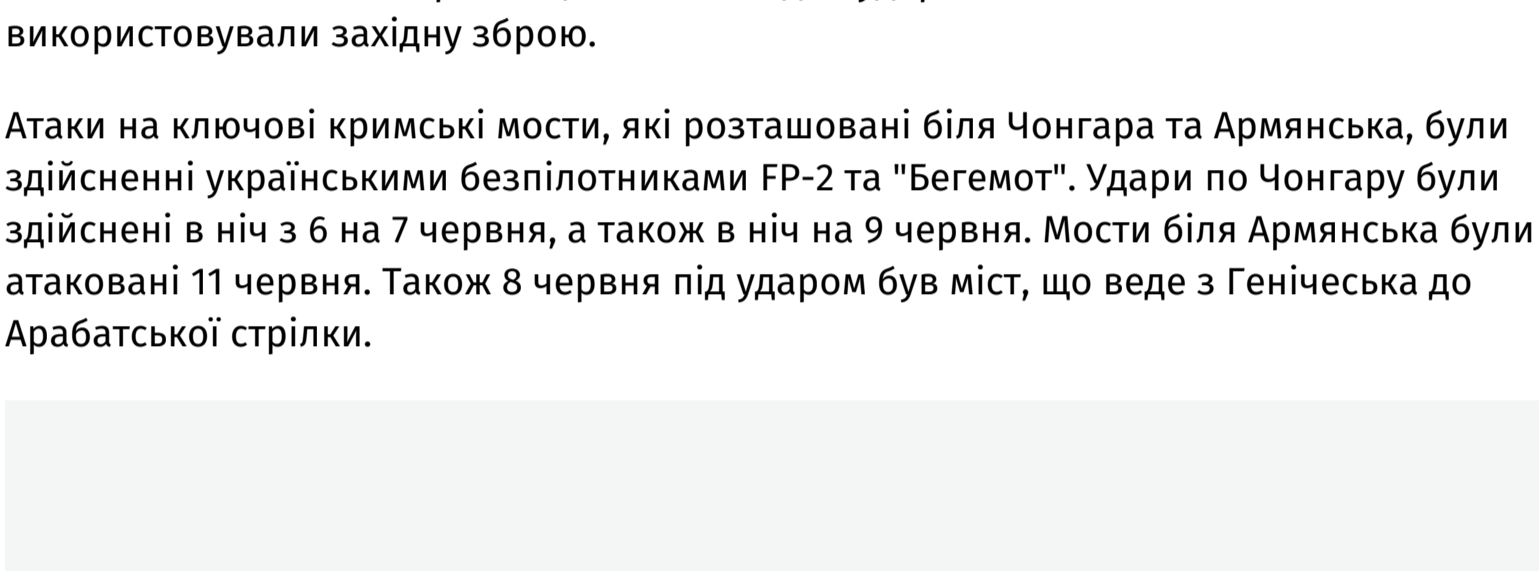 використовували західну зброю.
Атаки на ключові кримські мости, які розташовані біля Чонгара та Армянська, були
здійсненні українськими безпілотниками FP-2 та "Бегемот". Удари по Чонгару були
здійснені в ніч з 6 на 7 червня, а також в ніч на 9 червня. Мости біля Армянська були
атаковані 11 червня. Також 8 червня під ударом був міст, що веде з Генічеська до
Арабатської стрілки.